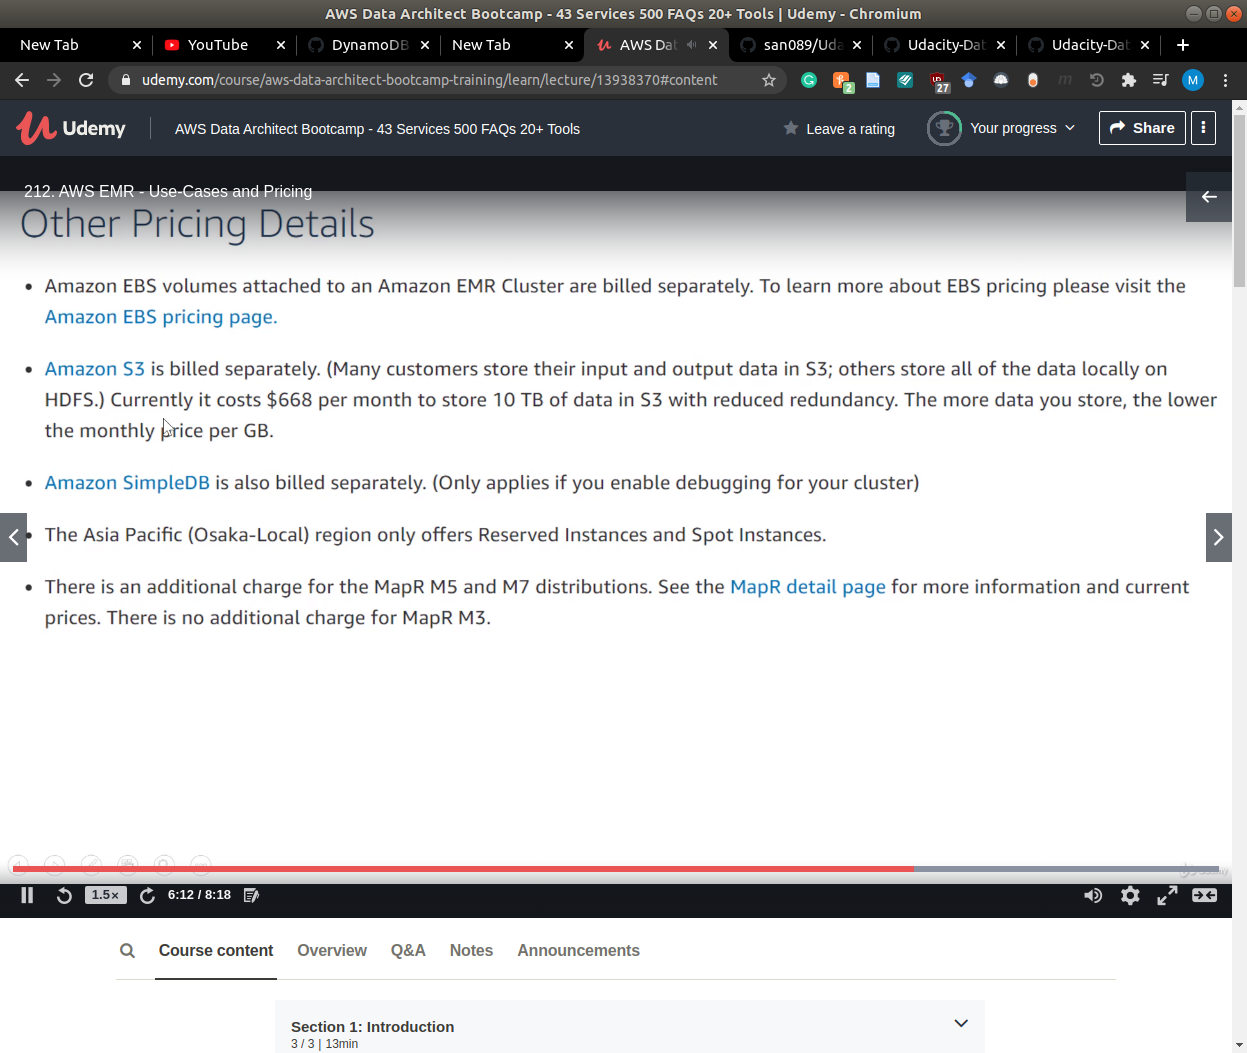 AWS Data Architect Bootcamp - 43 Services 500 FAQs 20+ Tools | Udemy - Chromium
New Tab
YouTube
DynamoDB
New Tab
AWS Dat
san089/Uda
Udacity-Dat
Udacity-Dat
udemy.com/course/aws-data-architect-bootcamp-training/learn/lecture/13938370#content
2
27
M
Udemy
AWS Data Architect Bootcamp - 43 Services 500 FAQs 20+ Tools
Leave a rating
Your progress
Share
212. AWS EMR - Use-Cases and Pricing
Other Pricing Details
• Amazon EBS volumes attached to an Amazon EMR Cluster are billed separately. To learn more about EBS pricing please visit the
Amazon EBS pricing page.
• Amazon S3 is billed separately. (Many customers store their input and output data in S3; others store all of the data locally on
HDFS.) Currently it costs $668 per month to store 10 TB of data in S3 with reduced redundancy. The more data you store, the lower
the monthly price per GB.
• Amazon SimpleDB is also billed separately. (Only applies if you enable debugging for your cluster)
• The Asia Pacific (Osaka-Local) region only offers Reserved Instances and Spot Instances.
• There is an additional charge for the MapR M5 and M7 distributions. See the MapR detail page for more information and current
prices. There is no additional charge for MapR M3.
1.5×
6:12 / 8:18
Course content
Overview
Q&A
Notes
Announcements
Section 1: Introduction
3 / 3 | 13min